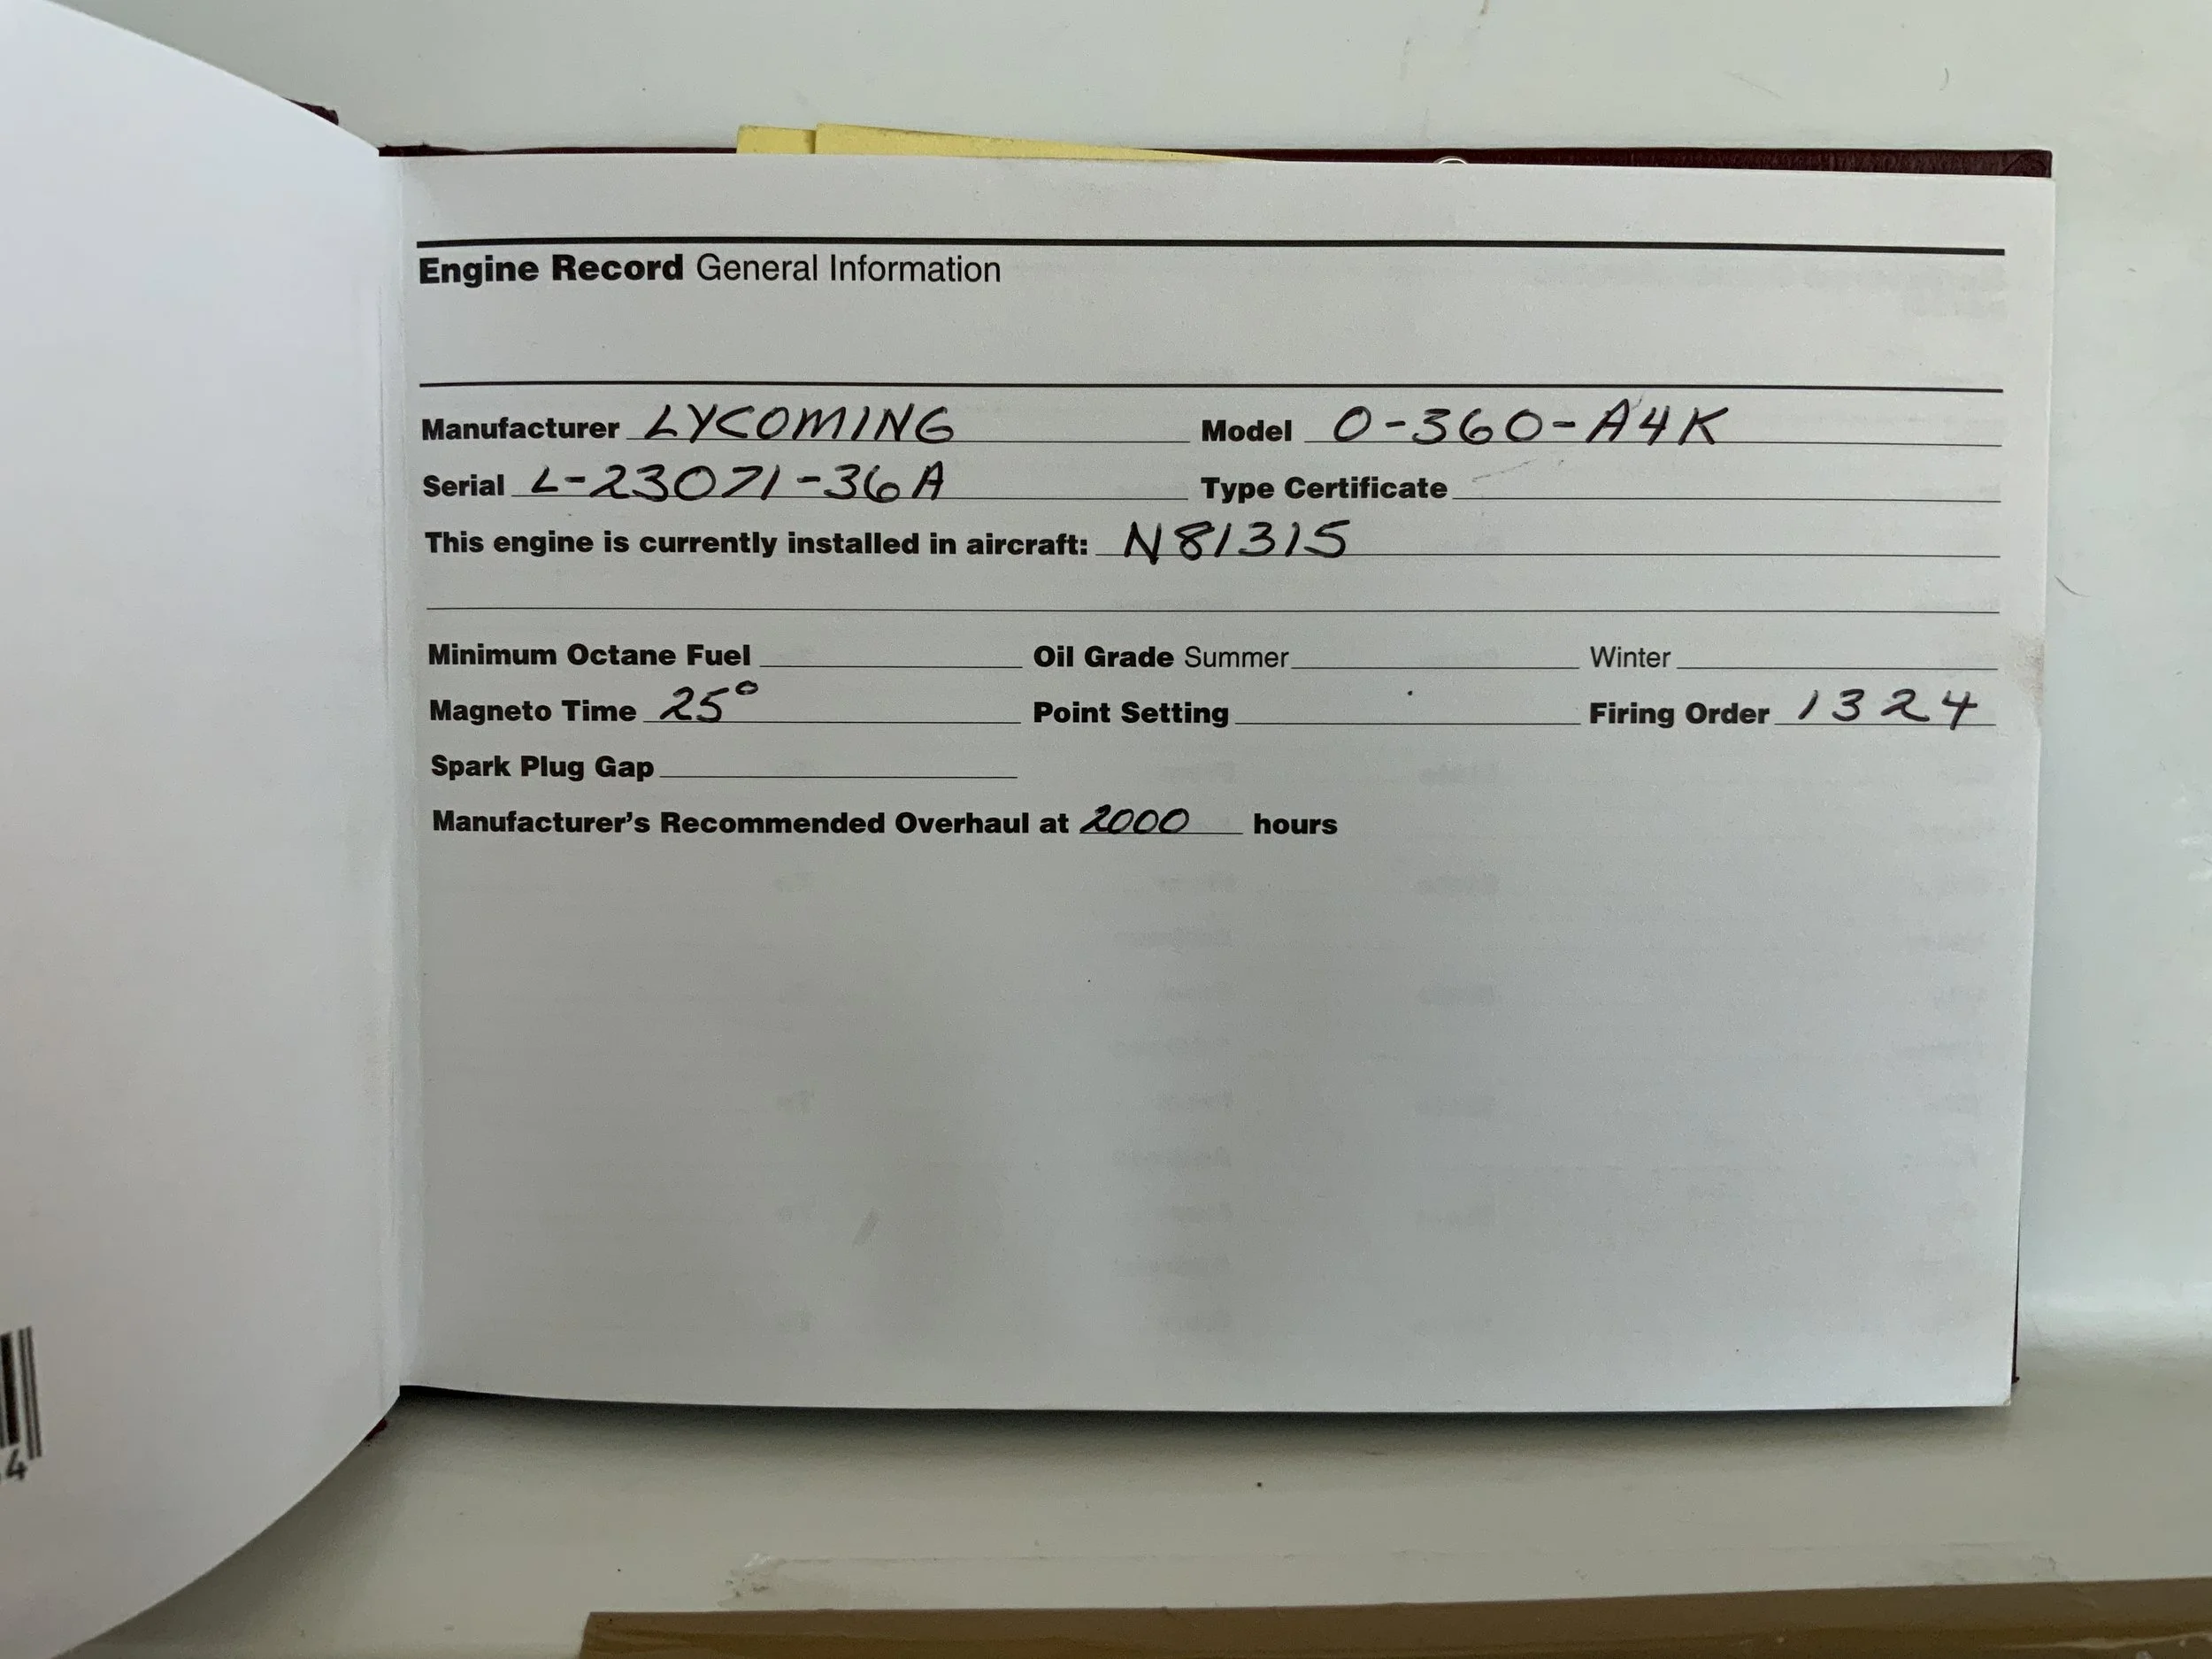 Engine Record General Information
Manufacturer LYCOMING Model O-360-A4K
Serial L-23071-36A Type Certificate
This engine is currently installed in aircraft: N81315
Minimum Octane Fuel Oil Grade Summer Winter
Magneto Time 25° Point Setting Firing Order 1324
Spark Plug Gap
Manufacturer's Recommended Overhaul at 2000 hours
4